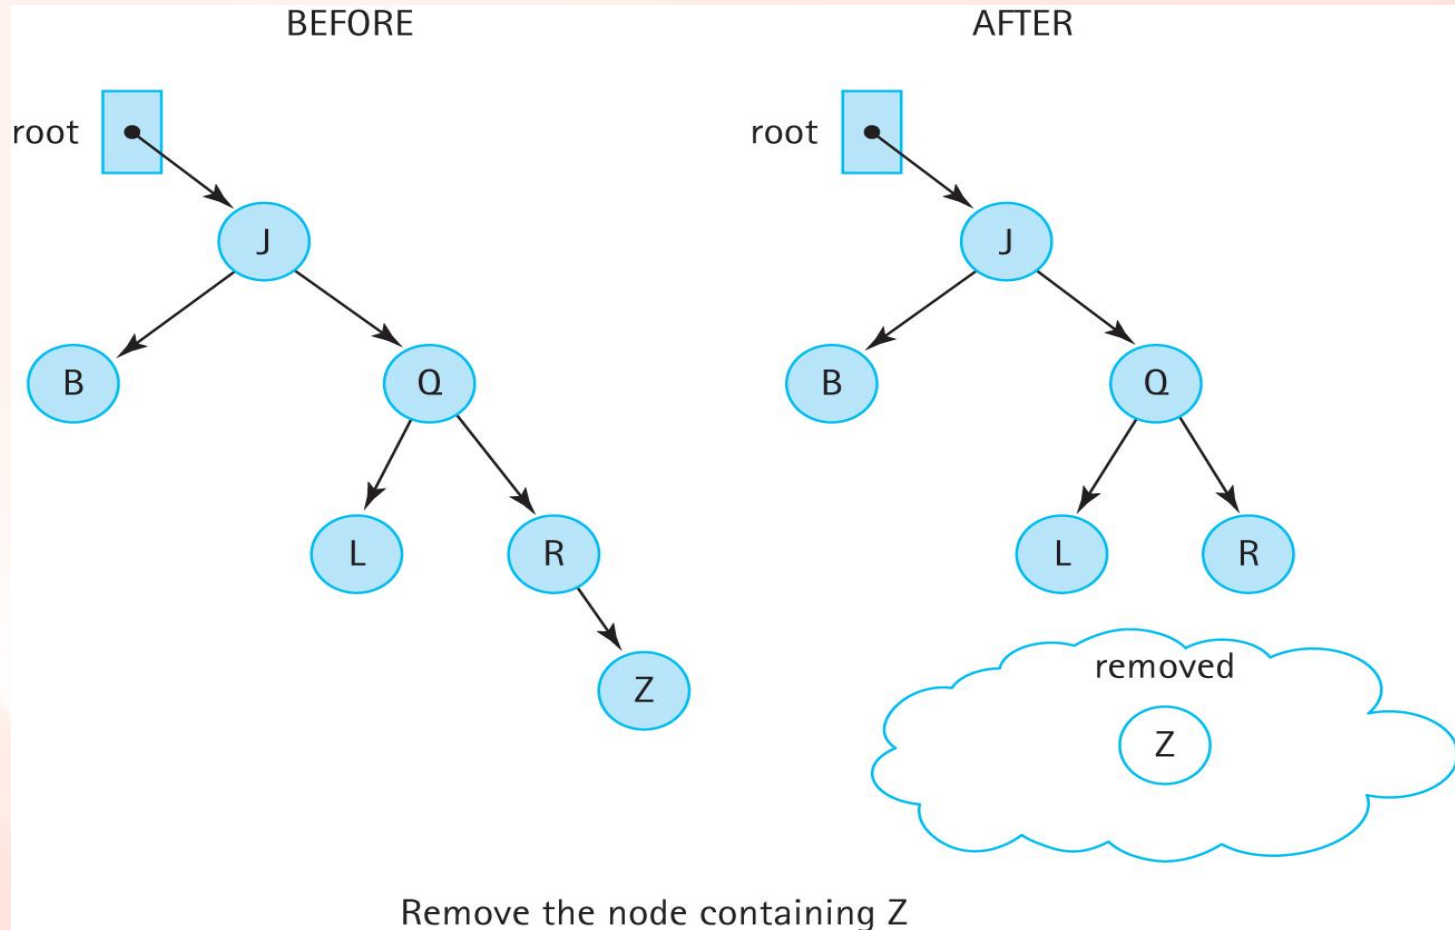 BEFORE
AFTER
root
J
B
Q
L
R
Z
root
J
B
Q
L
R
removed
Z
Remove the node containing Z